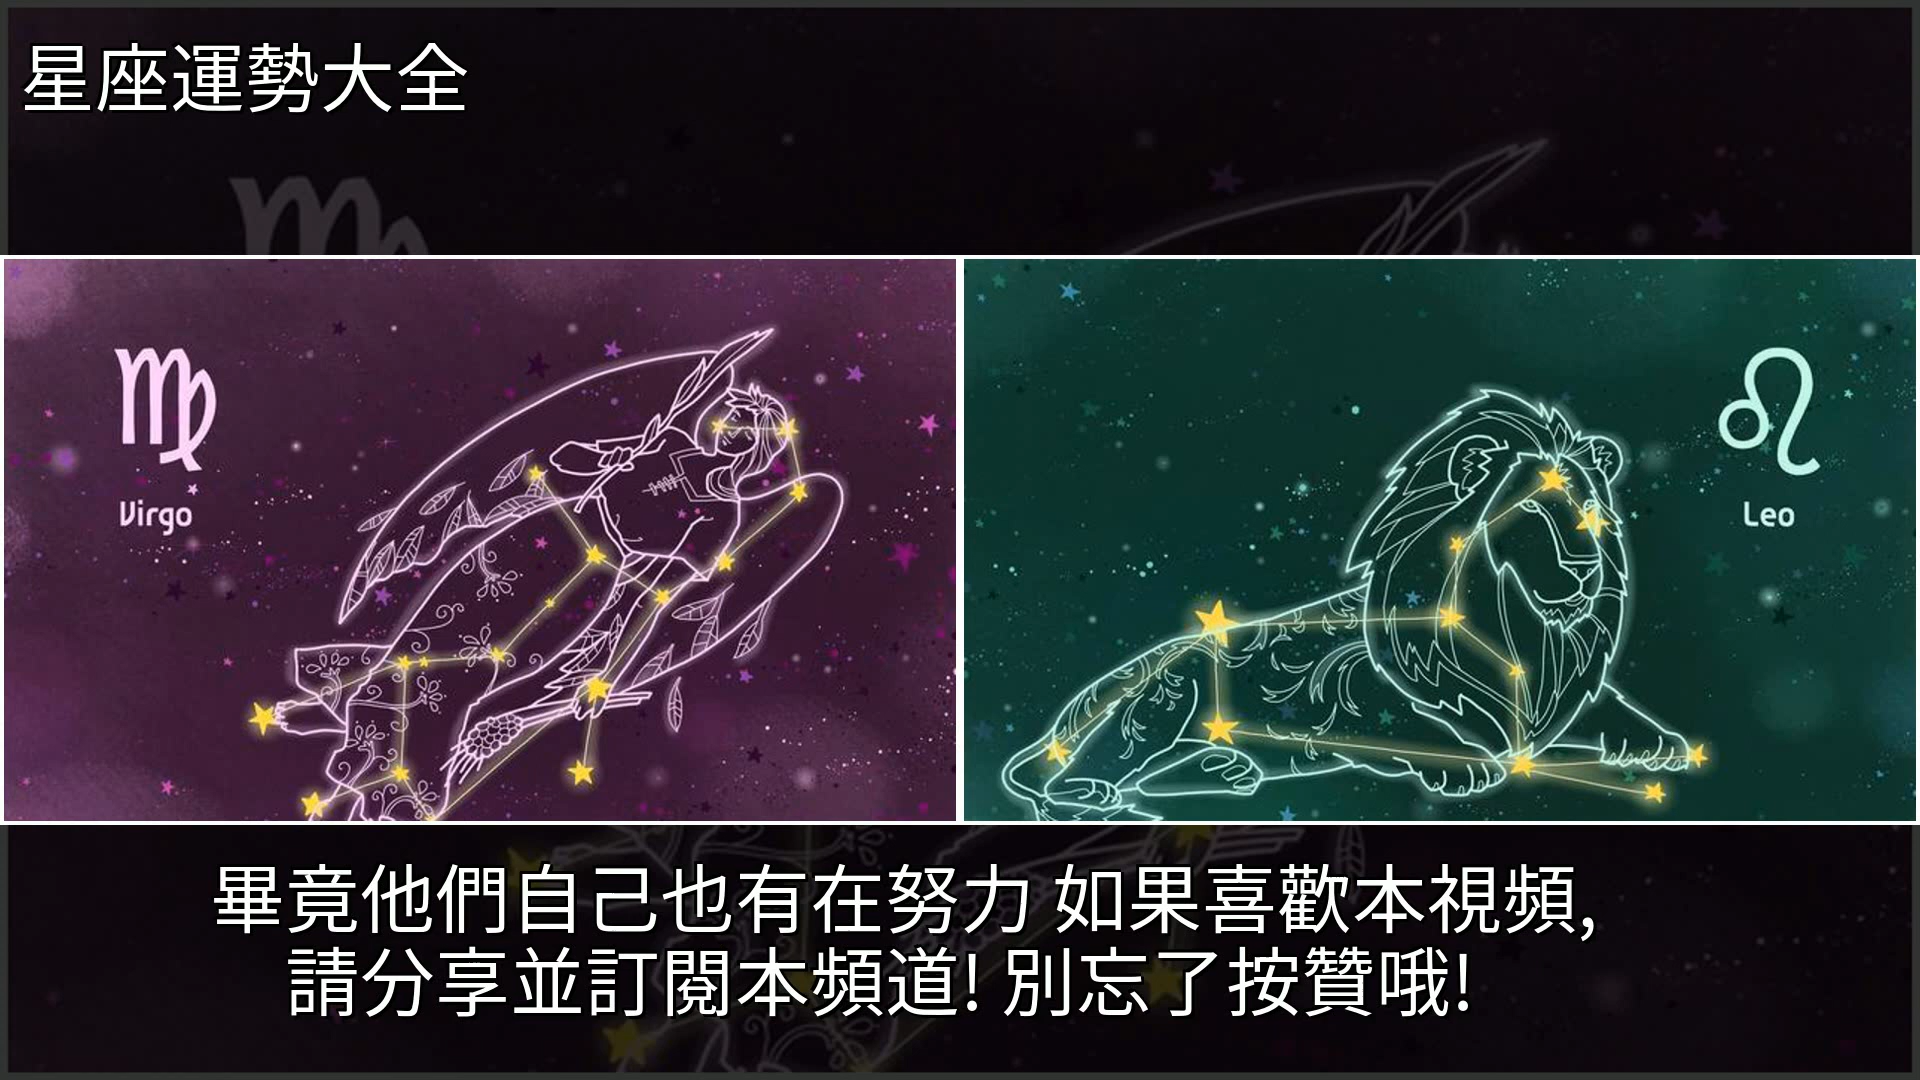 星座運勢大全
♍
Virgo
♌
Leo
畢竟他們自己也有在努力 如果喜歡本視頻,
請分享並訂閱本頻道! 別忘了按贊哦!